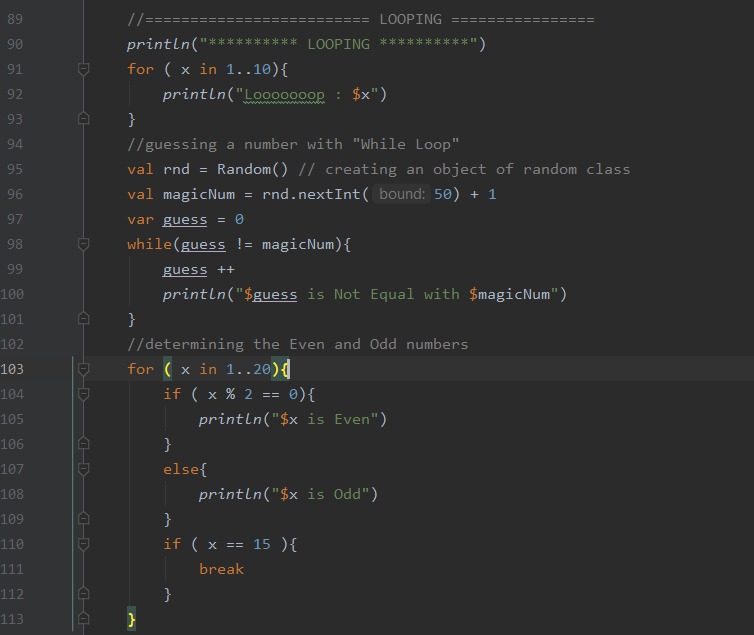 89 //========================= LOOPING ================
90 println("********** LOOPING **********")
91 for ( x in 1..10){
92 println("Looooooop : $x")
93 }
94 //guessing a number with "While Loop"
95 val rnd = Random() // creating an object of random class
96 val magicNum = rnd.nextInt( bound: 50) + 1
97 var guess = 0
98 while(guess != magicNum){
99 guess ++
100 println("$guess is Not Equal with $magicNum")
101 }
102 //determining the Even and Odd numbers
103 for ( x in 1..20){
104 if ( x % 2 == 0){
105 println("$x is Even")
106 }
107 else{
108 println("$x is Odd")
109 }
110 if ( x == 15 ){
111 break
112 }
113 }